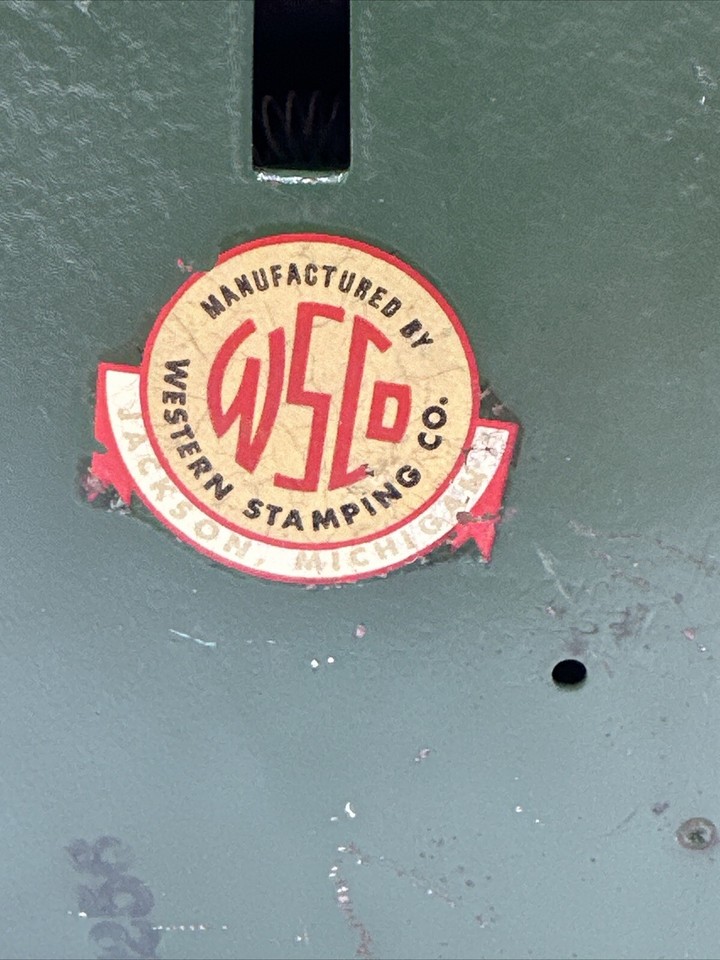 MANUFACTURED BY
WSCo
WESTERN STAMPING CO.
JACKSON, MICHIGAN